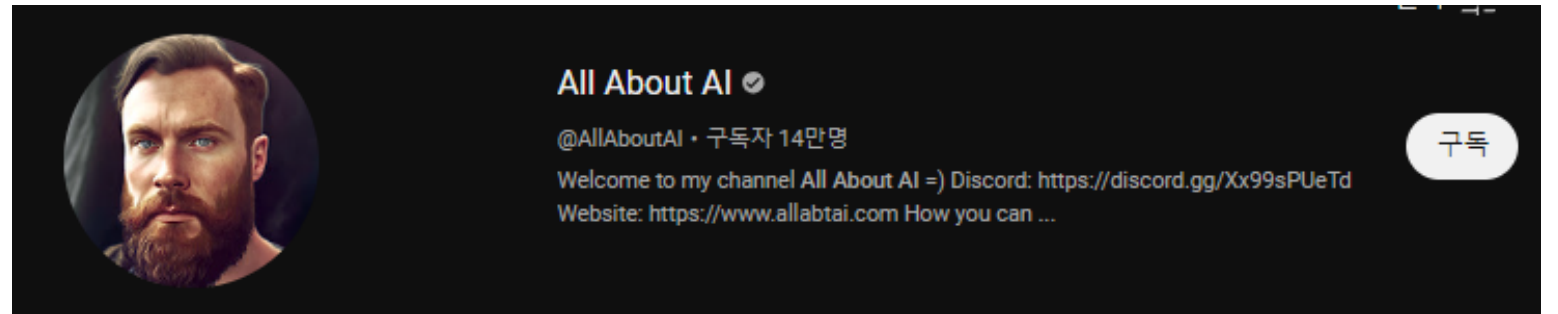 All About AI
@AllAboutAI • 구독자 14만명
구독
Welcome to my channel All About AI =) Discord: https://discord.gg/Xx99sPUeTd
Website: https://www.allabtai.com How you can ...